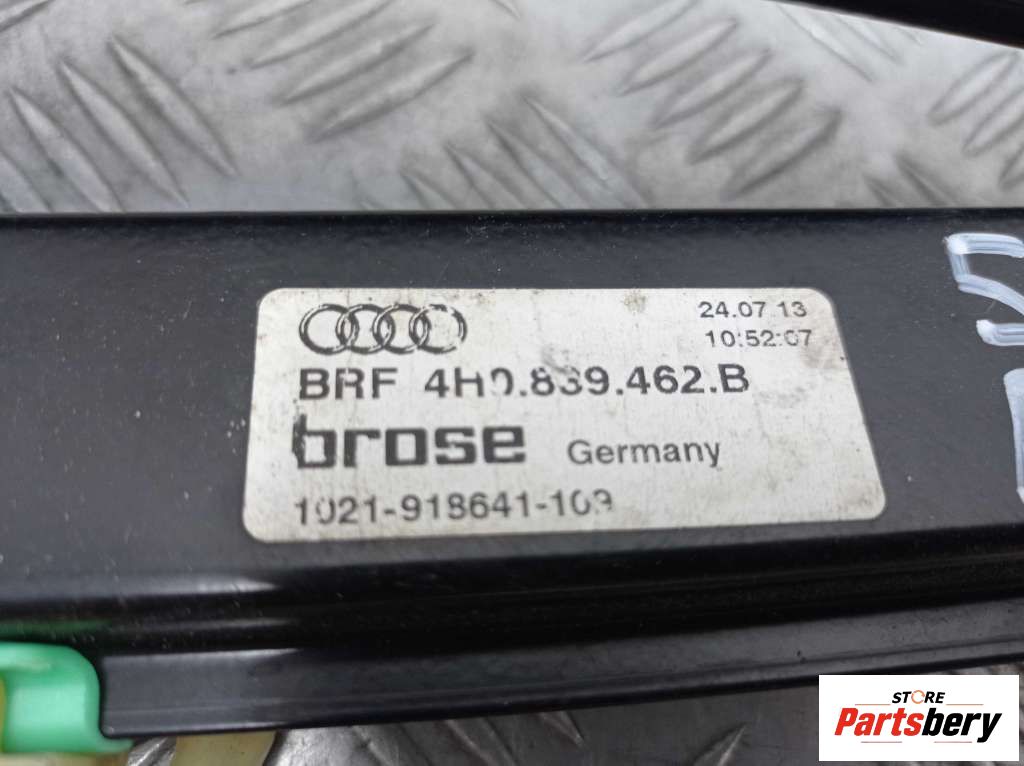 24.07.13
10:52:07
BRF 4H0.839.462.B
brose Germany
1021-918641-109
STORE
Partsbery